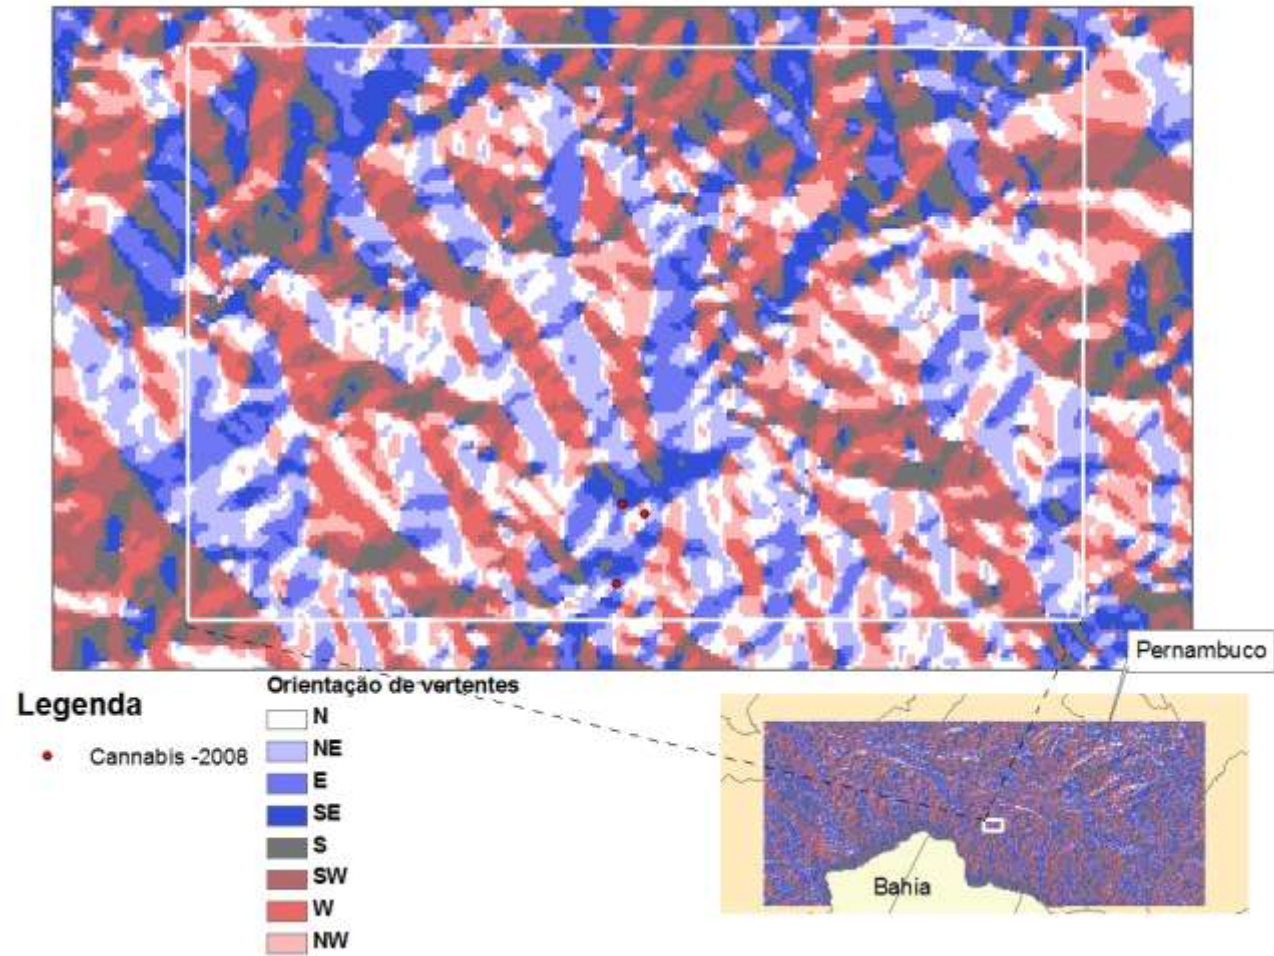 Pernambuco
Legenda
Cannabis -2008
Orientação de vertentes
N
NE
E
SE
S
SW
W
NW
Bahia